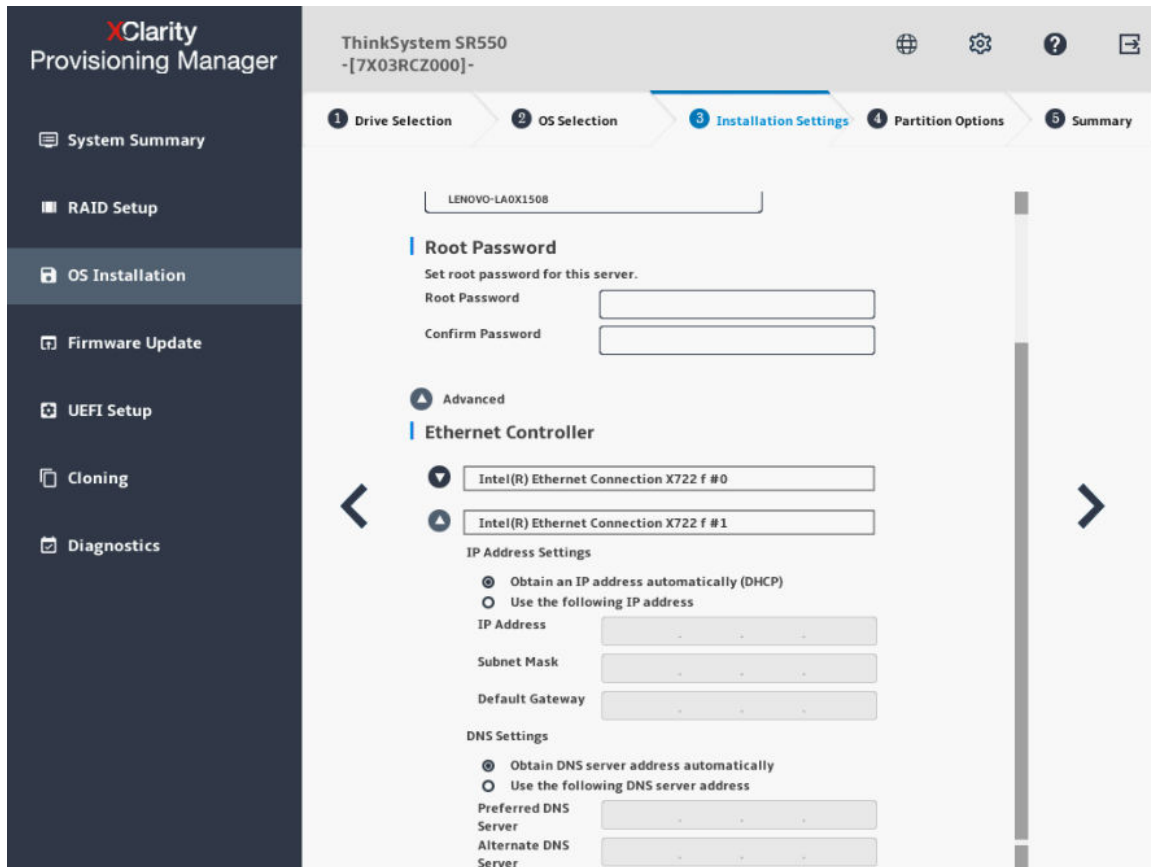 XClarity
Provisioning Manager
ThinkSystem SR550
-[7X03RCZ000]-
System Summary
RAID Setup
OS Installation
Firmware Update
UEFI Setup
Cloning
Diagnostics
1 Drive Selection
2 OS Selection
3 Installation Settings
4 Partition Options
5 Summary
LENOVO-LA0X1508
Root Password
Set root password for this server.
Root Password
Confirm Password
Advanced
Ethernet Controller
Intel(R) Ethernet Connection X722 f #0
Intel(R) Ethernet Connection X722 f #1
IP Address Settings
Obtain an IP address automatically (DHCP)
Use the following IP address
IP Address
Subnet Mask
Default Gateway
DNS Settings
Obtain DNS server address automatically
Use the following DNS server address
Preferred DNS
Server
Alternate DNS
Server